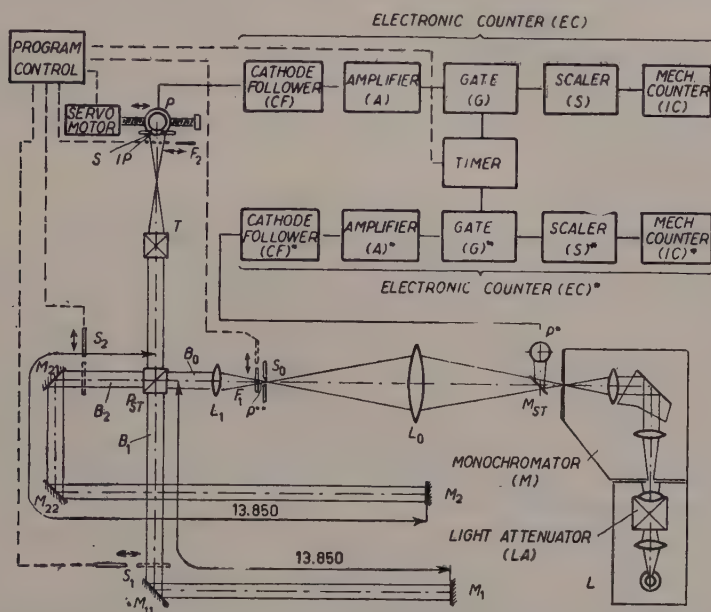 ELECTRONIC COUNTER (EC)
PROGRAM
CONTROL
SERVO
MOTOR
P
S IP
F2
CATHODE
FOLLOWER
(CF)
AMPLIFIER
(A)
GATE
(G)
SCALER
(S)
MECH.
COUNTER
(IC)
TIMER
CATHODE
FOLLOWER
(CF)*
AMPLIFIER
(A)*
GATE
(G)*
SCALER
(S)*
MECH
COUNTER
(IC)*
ELECTRONIC COUNTER (EC)*
T
S2
M21
B2
PST
B0
L1
F1
P**
S0
L0
P*
MST
B1
MONOCHROMATOR (M)
M22
M2
13.850
LIGHT ATTENUATOR
(LA)
L
13.850
S1
M11
M1